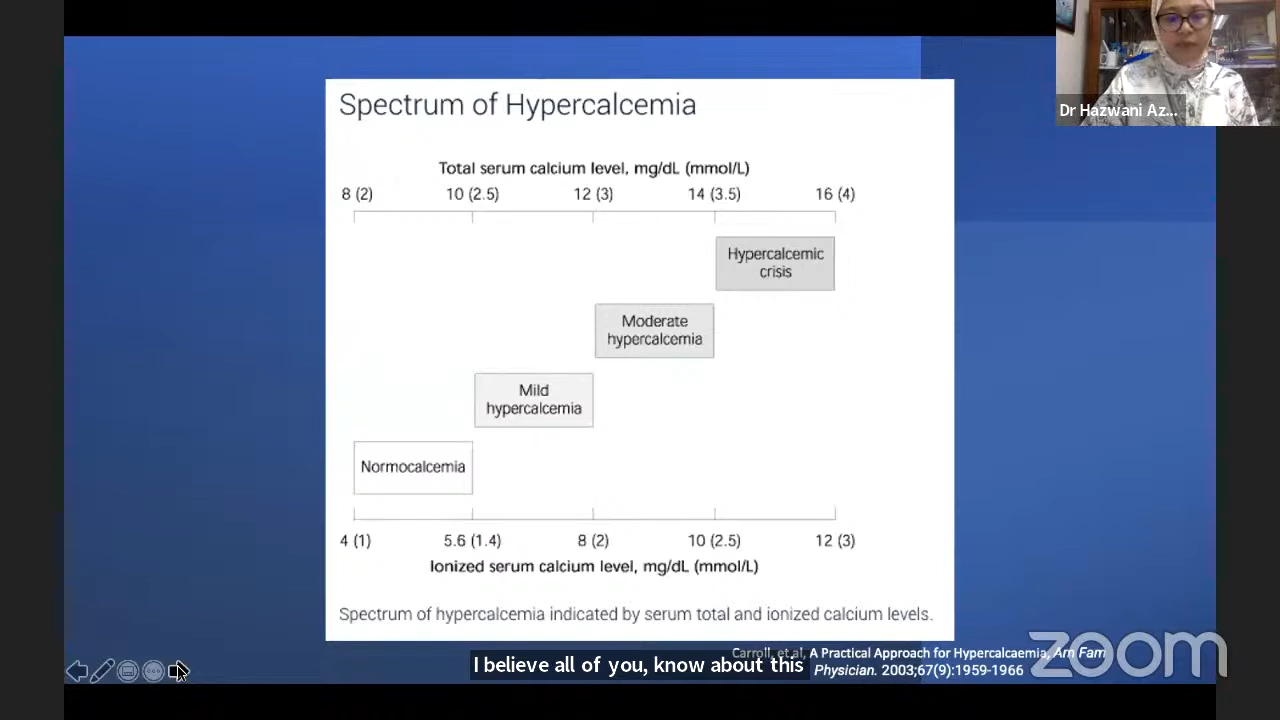 Dr Hazwani Az...
Spectrum of Hypercalcemia
Total serum calcium level, mg/dL (mmol/L)
8 (2) 10 (2.5) 12 (3) 14 (3.5) 16 (4)
Hypercalcemic
crisis
Moderate
hypercalcemia
Mild
hypercalcemia
Normocalcemia
4 (1) 5.6 (1.4) 8 (2) 10 (2.5) 12 (3)
Ionized serum calcium level, mg/dL (mmol/L)
Spectrum of hypercalcemia indicated by serum total and ionized calcium levels.
Carroll, et al, A Practical Approach for Hypercalcaemia, Am Fam
Physician. 2003;67(9):1959-1966
I believe all of you, know about this
zoom